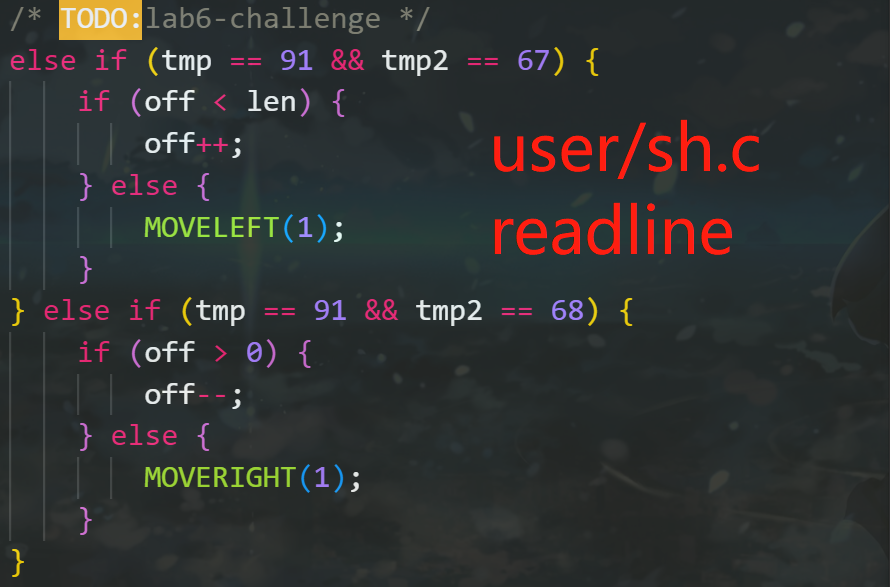 /* TODO:lab6-challenge */
else if (tmp == 91 && tmp2 == 67) {
if (off < len) {
off++;
} else {
MOVELEFT(1);
}
} else if (tmp == 91 && tmp2 == 68) {
if (off > 0) {
off--;
} else {
MOVERIGHT(1);
}
}
user/sh.c
readline